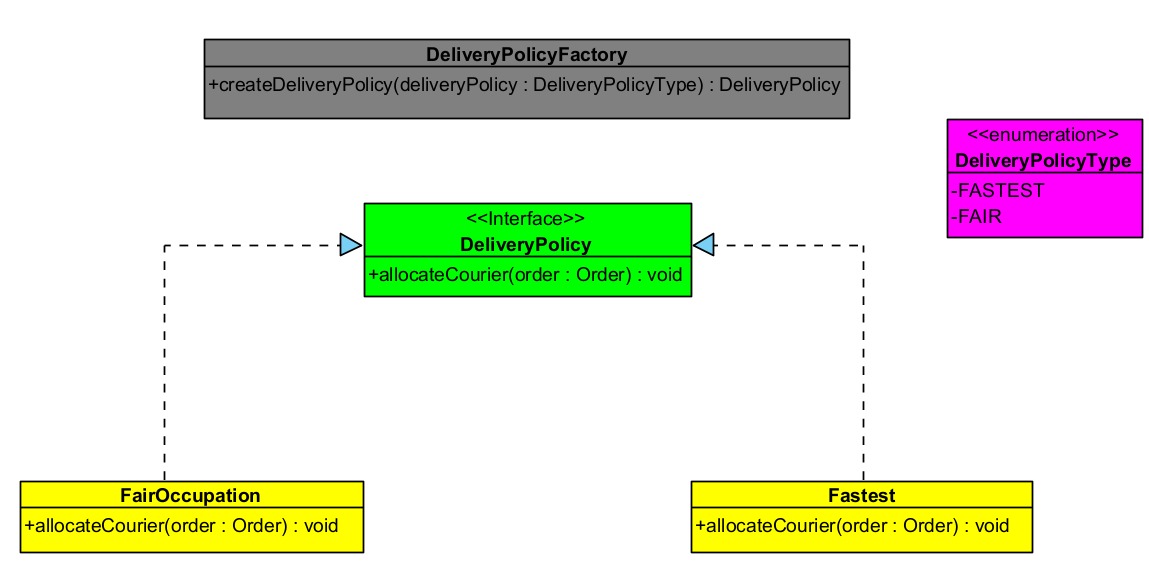 DeliveryPolicyFactory
+createDeliveryPolicy(deliveryPolicy : DeliveryPolicyType) : DeliveryPolicy
<<enumeration>>
DeliveryPolicyType
-FASTEST
-FAIR
<<Interface>>
DeliveryPolicy
+allocateCourier(order : Order) : void
FairOccupation
+allocateCourier(order : Order) : void
Fastest
+allocateCourier(order : Order) : void